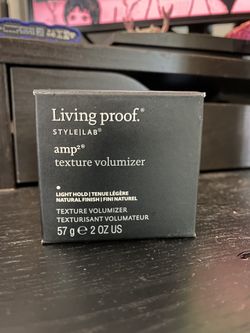 Living proof.®
STYLE|LAB®
amp²®
texture volumizer
LIGHT HOLD | TENUE LÉGÈRE
NATURAL FINISH | FINI NATUREL
TEXTURE VOLUMIZER
TEXTURISANT VOLUMATEUR
57 g ℮ 2 OZ US